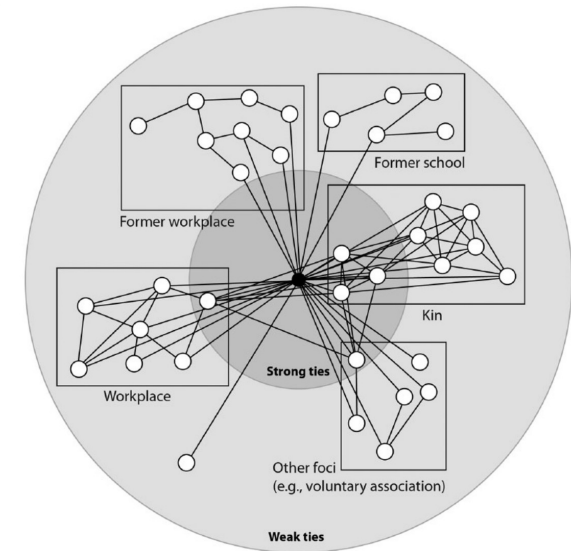 Former school
Former workplace
Kin
Strong ties
Workplace
Other foci
(e.g., voluntary association)
Weak ties